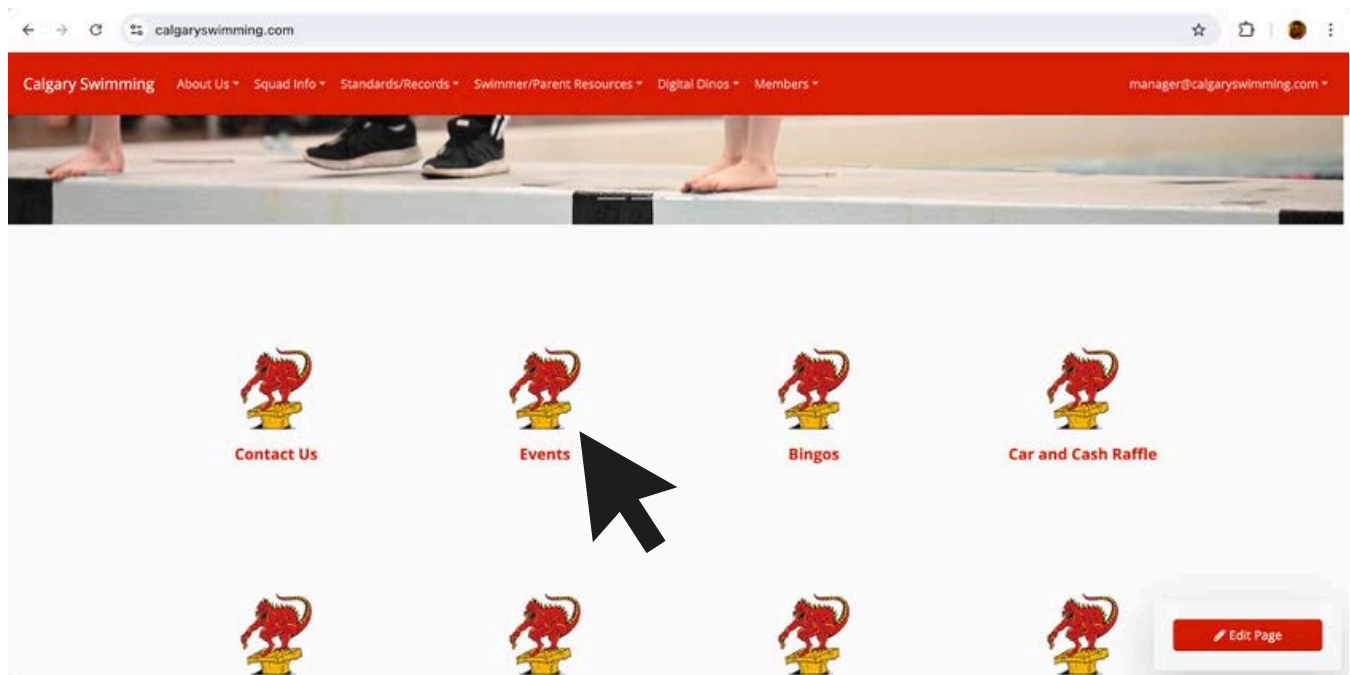 calgaryswimming.com
Calgary Swimming About Us Squad Info Standards/Records Swimmer/Parent Resources Digital Dinos Members manager@calgaryswimming.com
Contact Us Events Bingos Car and Cash Raffle
Edit Page